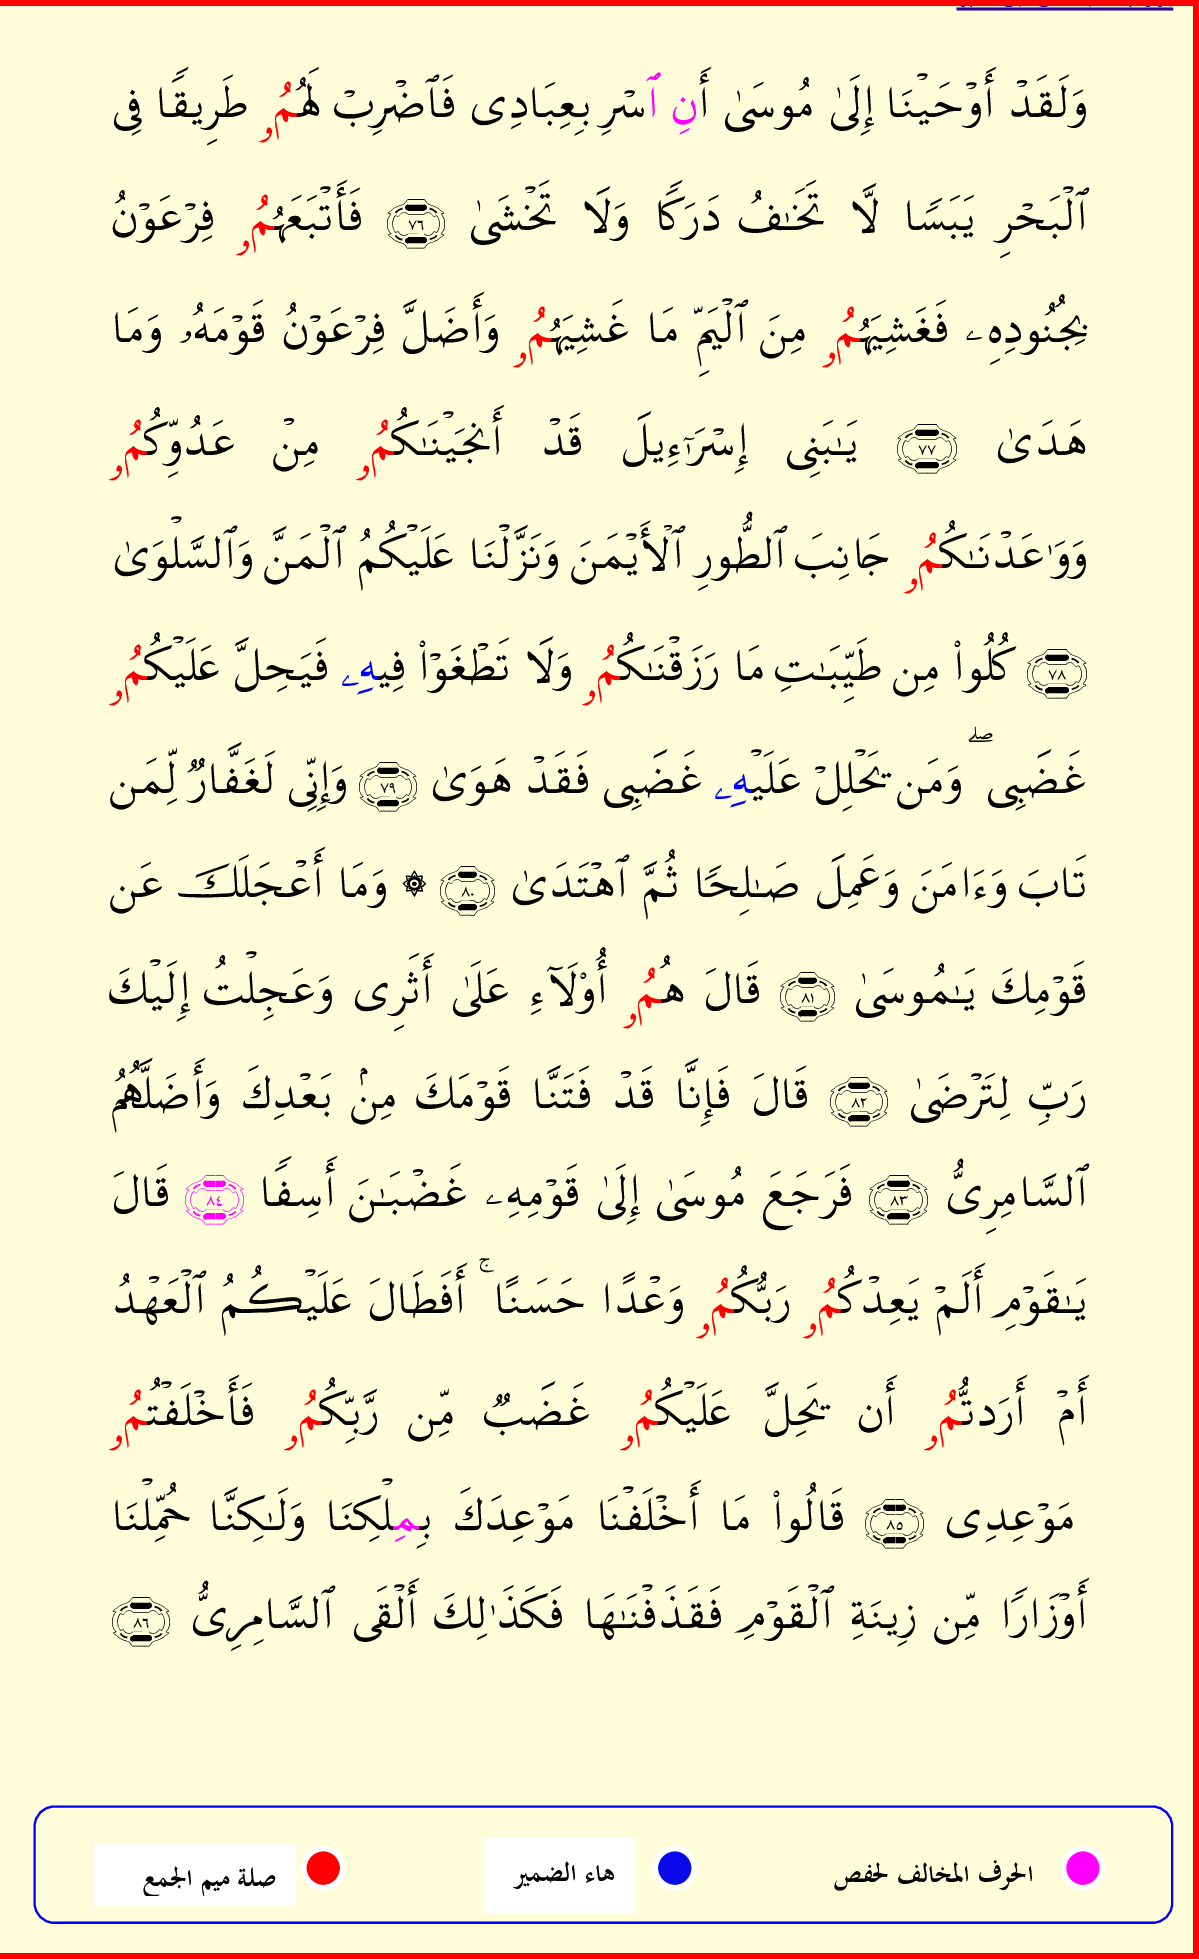 وَلَقَدْ أَوْحَيْنَا إِلَىٰ مُوسَىٰ أَنِ ٱسْرِ بِعِبَادِى فَٱضْرِبْ لَهُمُۥ طَرِيقًا فِى
ٱلْبَحْرِ يَبَسًا لَّا تَخَـٰفُ دَرَكًا وَلَا تَخْشَىٰ ٧٦ فَأَتْبَعَهُمُۥ فِرْعَوْنُ
بِجُنُودِهِۦ فَغَشِيَهُمُۥ مِنَ ٱلْيَمِّ مَا غَشِيَهُمُۥ وَأَضَلَّ فِرْعَوْنُ قَوْمَهُۥ وَمَا
هَدَىٰ ٧٧ يَـٰبَنِى إِسْرَٰٓءِيلَ قَدْ أَنجَيْنَـٰكُمُۥ مِنْ عَدُوِّكُمُۥ
وَوَٰعَدْنَـٰكُمُۥ جَانِبَ ٱلطُّورِ ٱلْأَيْمَنَ وَنَزَّلْنَا عَلَيْكُمُ ٱلْمَنَّ وَٱلسَّلْوَىٰ
٧٨ كُلُوا۟ مِن طَيِّبَـٰتِ مَا رَزَقْنَـٰكُمُۥ وَلَا تَطْغَوْا۟ فِيهِۦ فَيَحِلَّ عَلَيْكُمُۥ
غَضَبِى ۖ وَمَن يَحْلِلْ عَلَيْهِۦ غَضَبِى فَقَدْ هَوَىٰ ٧٩ وَإِنِّى لَغَفَّارٌ لِّمَن
تَابَ وَءَامَنَ وَعَمِلَ صَـٰلِحًا ثُمَّ ٱهْتَدَىٰ ٨٠ ۞ وَمَا أَعْجَلَكَ عَن
قَوْمِكَ يَـٰمُوسَىٰ ٨١ قَالَ هُمُۥ أُو۟لَآءِ عَلَىٰ أَثَرِى وَعَجِلْتُ إِلَيْكَ
رَبِّ لِتَرْضَىٰ ٨٢ قَالَ فَإِنَّا قَدْ فَتَنَّا قَوْمَكَ مِنۢ بَعْدِكَ وَأَضَلَّهُمُ
ٱلسَّامِرِىُّ ٨٣ فَرَجَعَ مُوسَىٰ إِلَىٰ قَوْمِهِۦ غَضْبَـٰنَ أَسِفًا ٨٤ قَالَ
يَـٰقَوْمِ أَلَمْ يَعِدْكُمُۥ رَبُّكُمُۥ وَعْدًا حَسَنًا ۚ أَفَطَالَ عَلَيْكُمُ ٱلْعَهْدُ
أَمْ أَرَدتُّمُۥ أَن يَحِلَّ عَلَيْكُمُۥ غَضَبٌ مِّن رَّبِّكُمُۥ فَأَخْلَفْتُمُۥ
مَوْعِدِى ٨٥ قَالُوا۟ مَا أَخْلَفْنَا مَوْعِدَكَ بِمِلْكِنَا وَلَـٰكِنَّا حُمِّلْنَا
أَوْزَارًا مِّن زِينَةِ ٱلْقَوْمِ فَقَذَفْنَـٰهَا فَكَذَٰلِكَ أَلْقَى ٱلسَّامِرِىُّ ٨٦
الحرف المخالف لحفص هاء الضمير صلة ميم الجمع